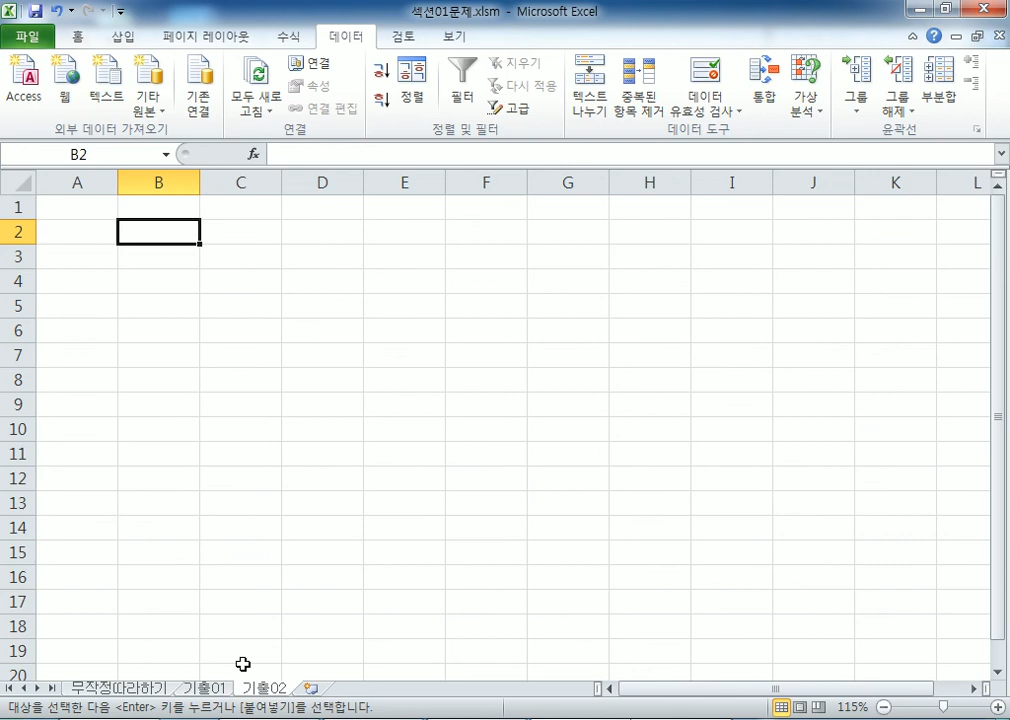 섹션01문제.xlsm - Microsoft Excel
파일 홈 삽입 페이지 레이아웃 수식 데이터 검토 보기
Access 웹 텍스트 기타 원본 기존 연결 모두 새로 고침 연결 속성 연결 편집 정렬 필터 지우기 다시 적용 고급 텍스트 나누기 중복된 항목 제거 데이터 유효성 검사 통합 가상 분석 그룹 그룹 해제 부분합
외부 데이터 가져오기 연결 정렬 및 필터 데이터 도구 윤곽선
B2 fx
A B C D E F G H I J K L
1
2
3
4
5
6
7
8
9
10
11
12
13
14
15
16
17
18
19
20
무작정따라하기 기출01 기출02
대상을 선택한 다음 <Enter> 키를 누르거나 [붙여넣기]를 선택합니다. 115%